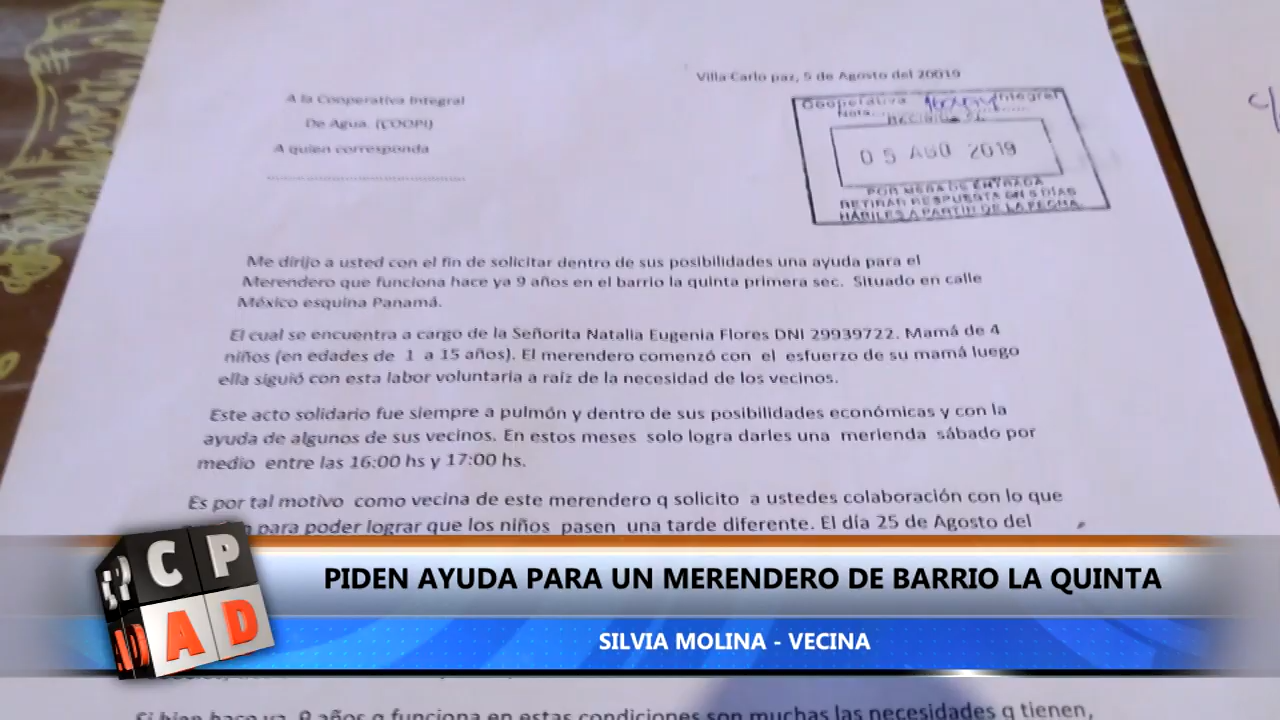 Villa Carlo paz, 5 de Agosto del 20019
A la Cooperativa Integral
De Agua. (COOPI)
A quien corresponda
Cooperativa Integral
Nota:
RECIBIDO EL
05 AGO 2019
POR MESA DE ENTRADA
RETIRAR RESPUESTA EN 5 DIAS
HÁBILES A PARTIR DE LA FECHA
Me dirijo a usted con el fin de solicitar dentro de sus posibilidades una ayuda para el
Merendero que funciona hace ya 9 años en el barrio la quinta primera sec. Situado en calle
México esquina Panamá.
El cual se encuentra a cargo de la Señorita Natalia Eugenia Flores DNI 29939722. Mamá de 4
niños (en edades de 1 a 15 años). El merendero comenzó con el esfuerzo de su mamá luego
ella siguió con esta labor voluntaria a raíz de la necesidad de los vecinos.
Este acto solidario fue siempre a pulmón y dentro de sus posibilidades económicas y con la
ayuda de algunos de sus vecinos. En estos meses solo logra darles una merienda sábado por
medio entre las 16:00 hs y 17:00 hs.
Es por tal motivo como vecina de este merendero q solicito a ustedes colaboración con lo que
para poder lograr que los niños pasen una tarde diferente. El día 25 de Agosto del
CP
AD
PIDEN AYUDA PARA UN MERENDERO DE BARRIO LA QUINTA
SILVIA MOLINA - VECINA
Si bien hace ya 9 años q funciona en estas condiciones son muchas las necesidades q tienen,